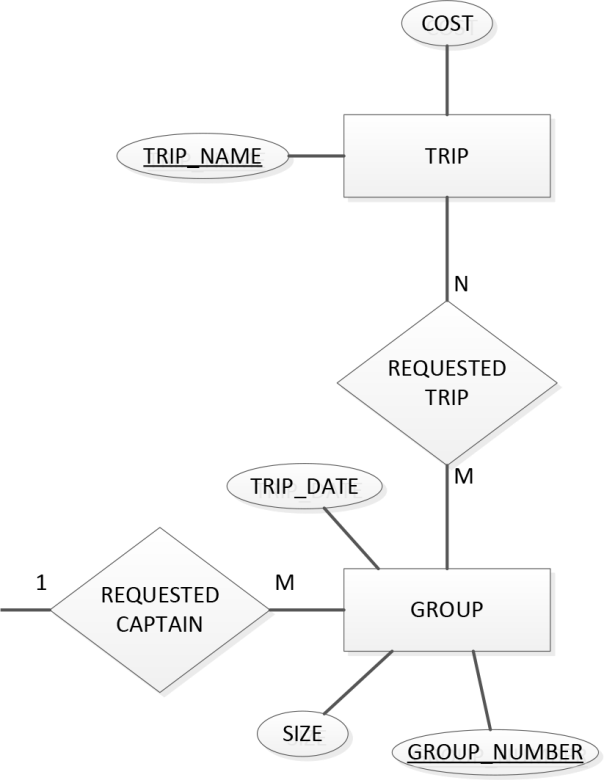 COST
TRIP_NAME
TRIP
N
REQUESTED
TRIP
M
TRIP_DATE
1
REQUESTED
CAPTAIN
M
GROUP
SIZE
GROUP_NUMBER